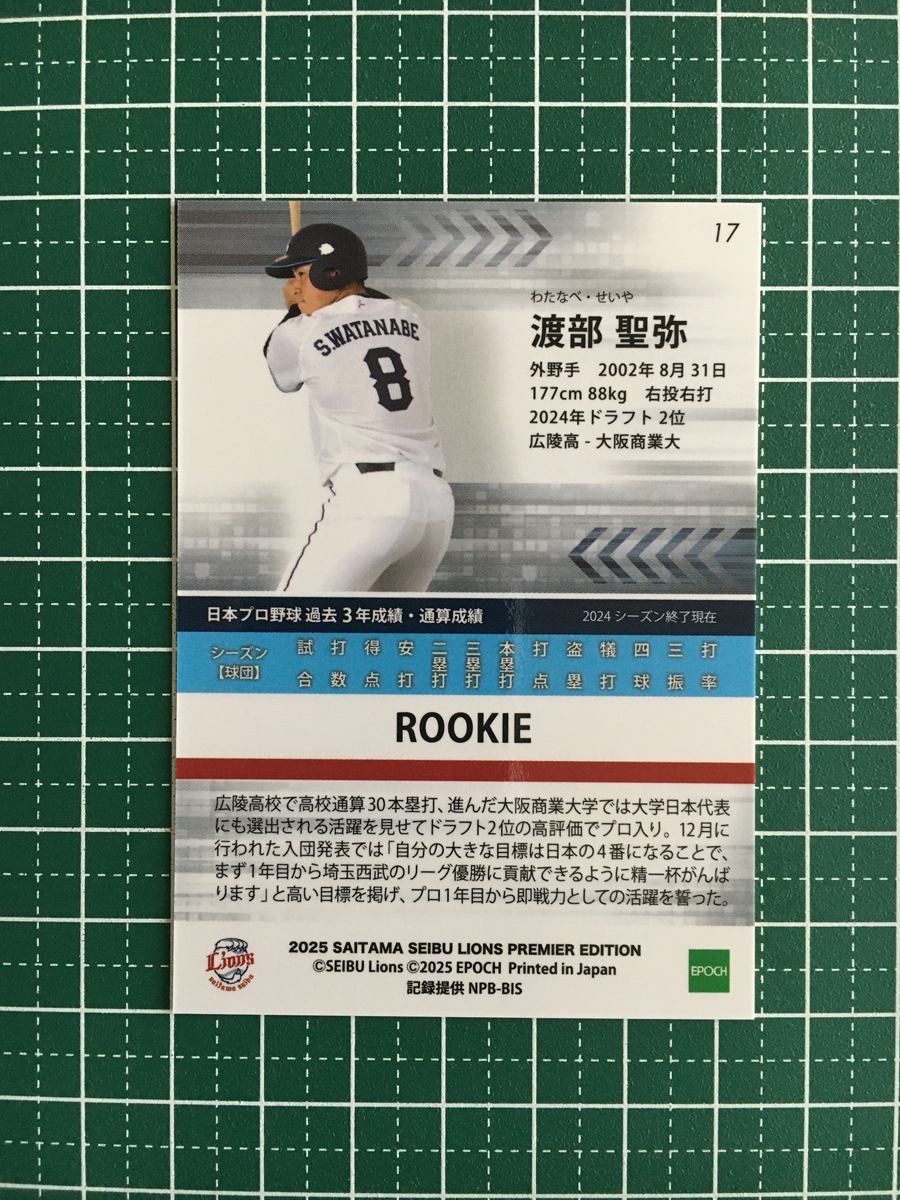 17
S.WATANABE
8
わたなべ・せいや
渡部 聖弥
外野手 2002年 8月 31日
177cm 88kg 右投右打
2024年ドラフト 2位
広陵高 - 大阪商業大
日本プロ野球 過去 3年成績・通算成績 2024 シーズン終了現在
シーズン【球団】 試合 打数 得点 安打 二塁打 三塁打 本塁打 打点 盗塁 犠打 四球 三振 打率
ROOKIE
広陵高校で高校通算30本塁打、進んだ大阪商業大学では大学日本代表
にも選出される活躍を見せてドラフト2位の高評価でプロ入り。12月に
行われた入団発表では「自分の大きな目標は日本の4番になることで、
まず1年目から埼玉西武のリーグ優勝に貢献できるように精一杯がんば
ります」と高い目標を掲げ、プロ1年目から即戦力としての活躍を誓った。
Lions
saitama seibu
2025 SAITAMA SEIBU LIONS PREMIER EDITION
©SEIBU Lions ©2025 EPOCH Printed in Japan
記録提供 NPB-BIS
EPOCH